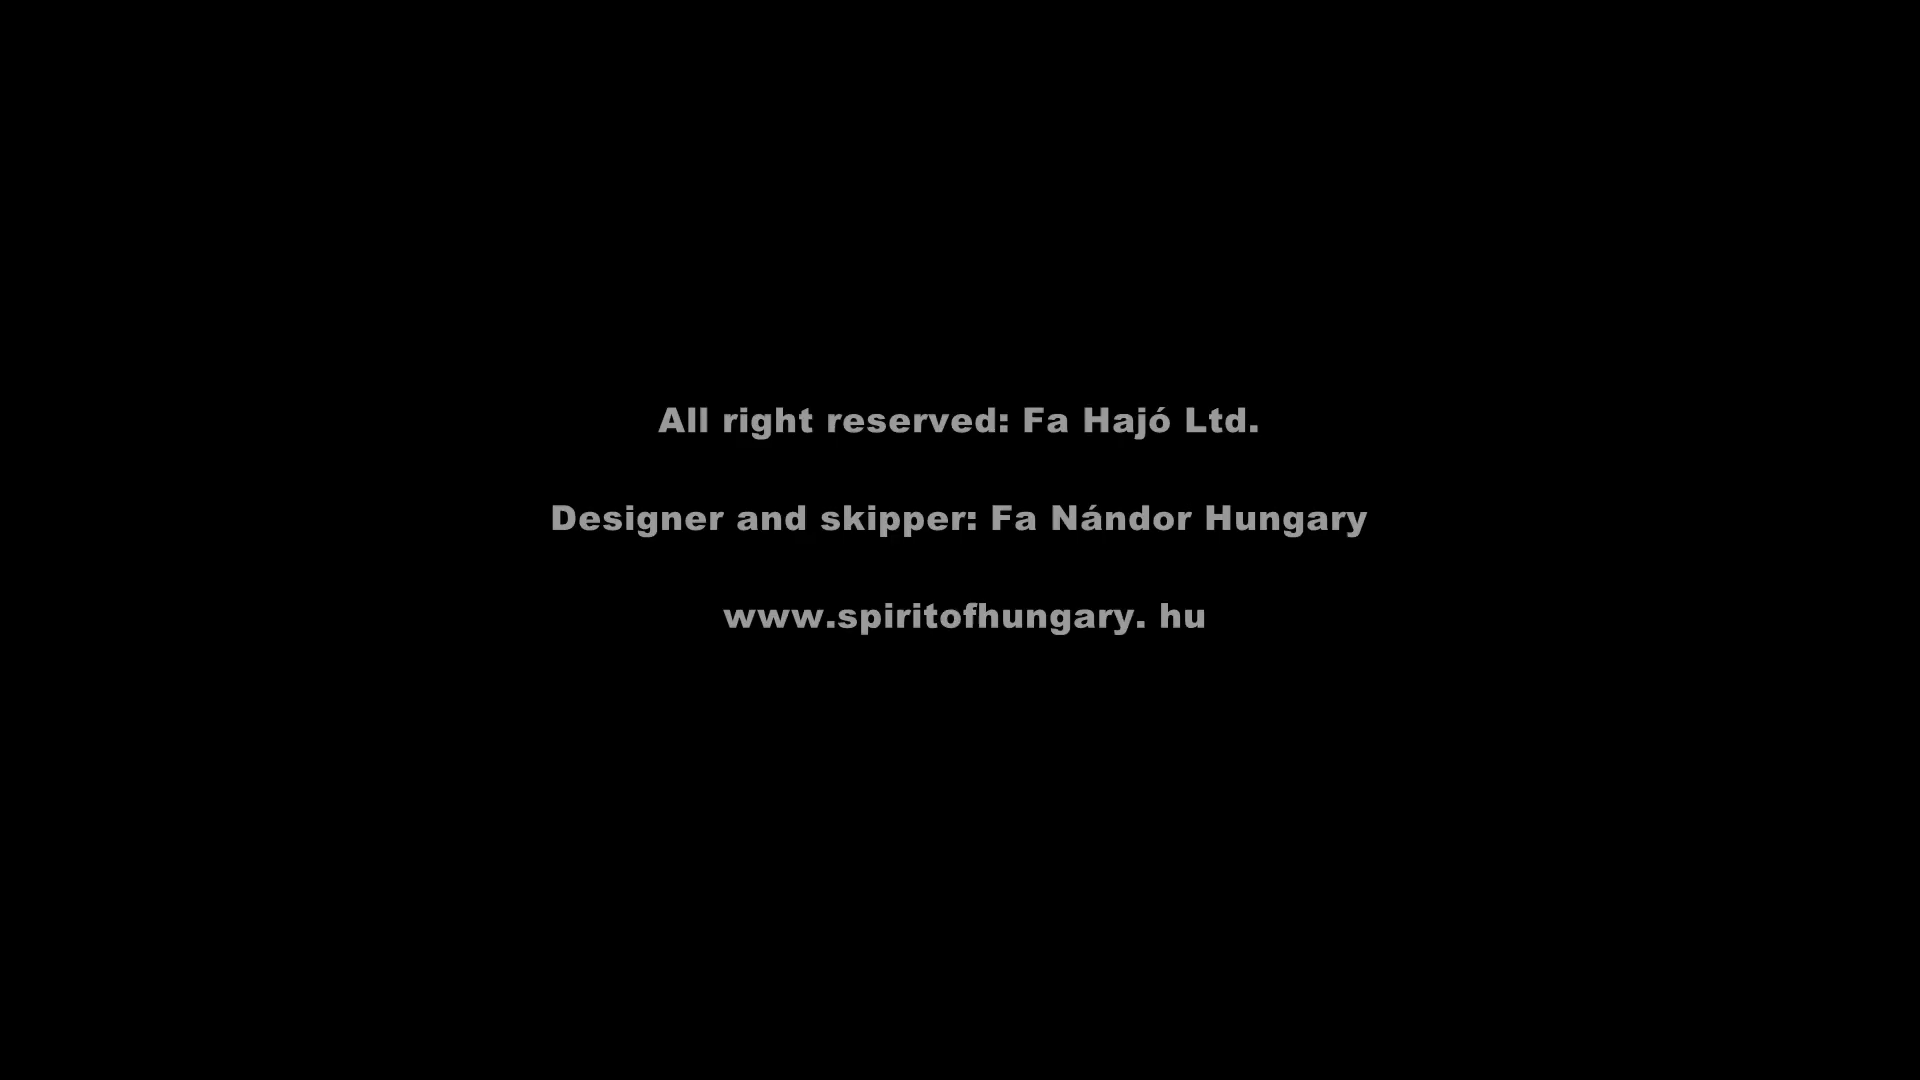 All right reserved: Fa Hajó Ltd.
Designer and skipper: Fa Nándor Hungary
www.spiritofhungary. hu